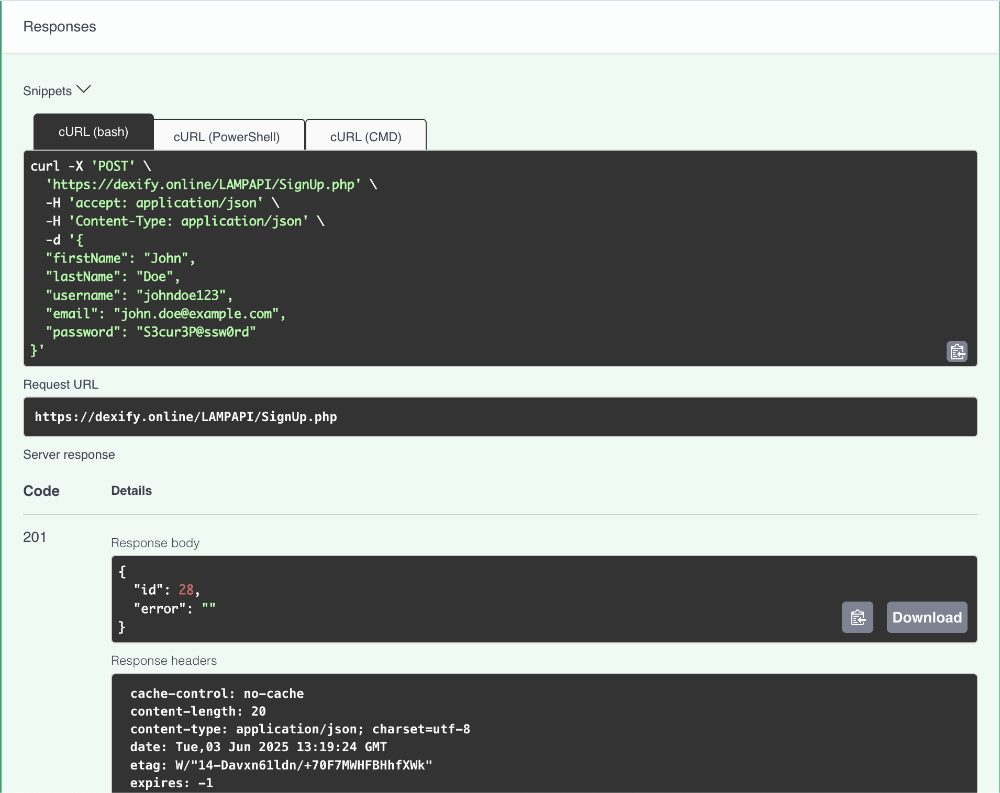 Responses
Snippets
cURL (bash)
cURL (PowerShell)
cURL (CMD)
curl -X 'POST' \
  'https://dexify.online/LAMPAPI/SignUp.php' \
  -H 'accept: application/json' \
  -H 'Content-Type: application/json' \
  -d '{
  "firstName": "John",
  "lastName": "Doe",
  "username": "johndoe123",
  "email": "john.doe@example.com",
  "password": "S3cur3P@ssw0rd"
}'
Request URL
https://dexify.online/LAMPAPI/SignUp.php
Server response
Code Details
201
Response body
{
  "id": 28,
  "error": ""
}
Download
Response headers
cache-control: no-cache
content-length: 20
content-type: application/json; charset=utf-8
date: Tue,03 Jun 2025 13:19:24 GMT
etag: W/"14-Davxn61ldn/+70F7MWHFBHhfXWk"
expires: -1